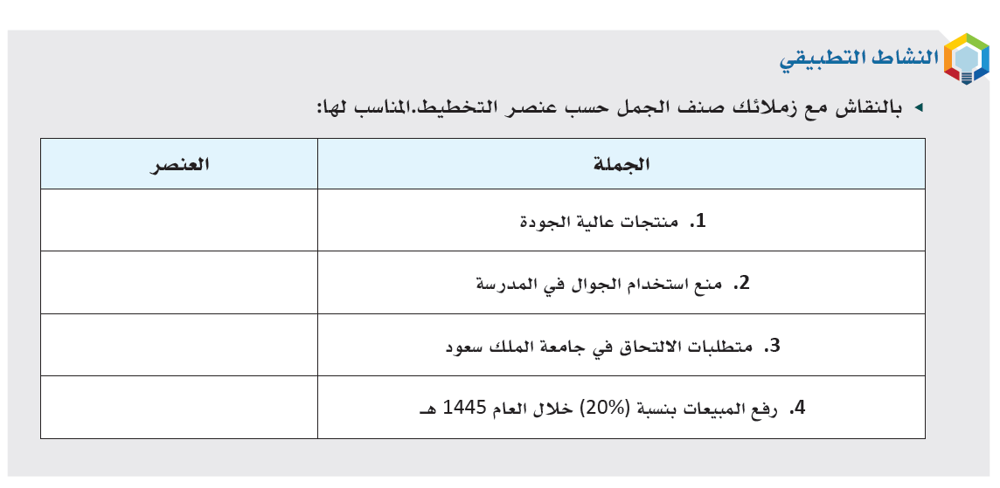 النشاط التطبيقي
◂ بالنقاش مع زملائك صنف الجمل حسب عنصر التخطيط.المناسب لها:
الجملة العنصر
1. منتجات عالية الجودة
2. منع استخدام الجوال في المدرسة
3. متطلبات الالتحاق في جامعة الملك سعود
4. رفع المبيعات بنسبة (20%) خلال العام 1445 هـ